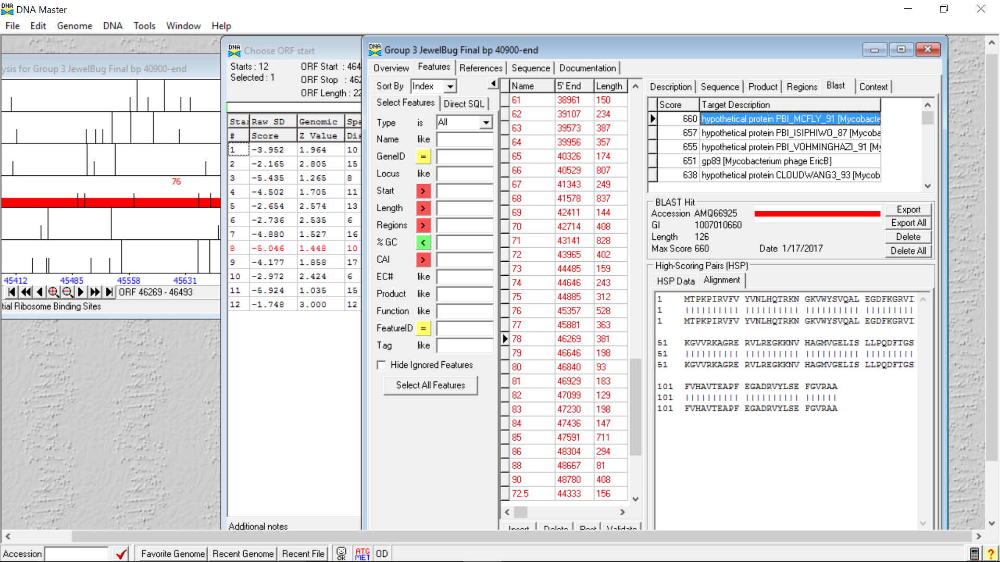 DNA Master
File Edit Genome DNA Tools Window Help
ysis for Group 3 JewelBug Final bp 40900-end
76
45412 45485 45558 45631
ORF 46269 - 46493
tial Ribosome Binding Sites
Choose ORF start
Starts : 12 ORF Start : 464
Selected : 1 ORF Stop : 462
ORF Length : 22
Star Raw SD Genomic Spa
# Score Z Value Dis
1 -3.952 1.964 10
2 -2.165 2.805 15
3 -5.435 1.265 8
4 -4.502 1.705 11
5 -2.654 2.574 13
6 -2.736 2.535 6
7 -4.880 1.527 16
8 -5.046 1.448 10
9 -4.177 1.858 17
10 -2.972 2.424 6
11 -5.924 1.035 15
12 -1.748 3.000 12
Additional notes
Group 3 JewelBug Final bp 40900-end
Overview Features References Sequence Documentation
Sort By Index
Select Features Direct SQL
Type is All
Name like
GeneID =
Locus like
Start >
Length >
Regions >
% GC <
CAI >
EC# like
Product like
Function like
FeatureID =
Tag like
Hide Ignored Features
Select All Features
Name 5' End Length
61 38961 150
62 39107 234
63 39573 387
64 39956 357
65 40326 174
66 40529 807
67 41343 249
68 41578 837
69 42411 144
70 42714 408
71 43141 828
72 43965 402
73 44485 159
74 44646 243
75 44885 312
76 45357 528
77 45881 363
78 46269 381
79 46646 198
80 46840 93
81 46929 183
82 47099 129
83 47230 198
84 47436 147
85 47591 711
86 48304 294
88 48667 81
90 48780 408
72.5 44333 156
Insert Delete Post Validate
Description Sequence Product Regions Blast Context
Score Target Description
660 hypothetical protein PBI_MCFLY_91 [Mycobacte
657 hypothetical protein PBI_ISIPHIWO_87 [Mycoba
655 hypothetical protein PBI_VOHMINGHAZI_91 [M
651 gp89 [Mycobacterium phage EricB]
638 hypothetical protein CLOUDWANG3_93 [Mycob
BLAST Hit
Accession AMQ66925
GI 1007010660
Length 126
Max Score 660 Date 1/17/2017
Export
Export All
Delete
Delete All
High-Scoring Pairs (HSP)
HSP Data Alignment
1 MTPKPIRVFV YVNLHQTRKN GKVWYSVQAL EGDFKGRVI
1 |||||||||| |||||||||| |||||||||| |||||||||
1 MTPKPIRVFV YVNLHQTRKN GKVWYSVQAL EGDFKGRVI
51 KGVVRKAGRE RVLREGKKNV HAGMVGELIS LLPQDFTGS
51 |||||||||| |||||||||| |||||||||| |||||||||
51 KGVVRKAGRE RVLREGKKNV HAGMVGELIS LLPQDFTGS
101 FVHAVTEAPF EGADRVYLSE FGVRAA
101 |||||||||| |||||||||| ||||||
101 FVHAVTEAPF EGADRVYLSE FGVRAA
Accession Favorite Genome Recent Genome Recent File OK ATG MET OD ?